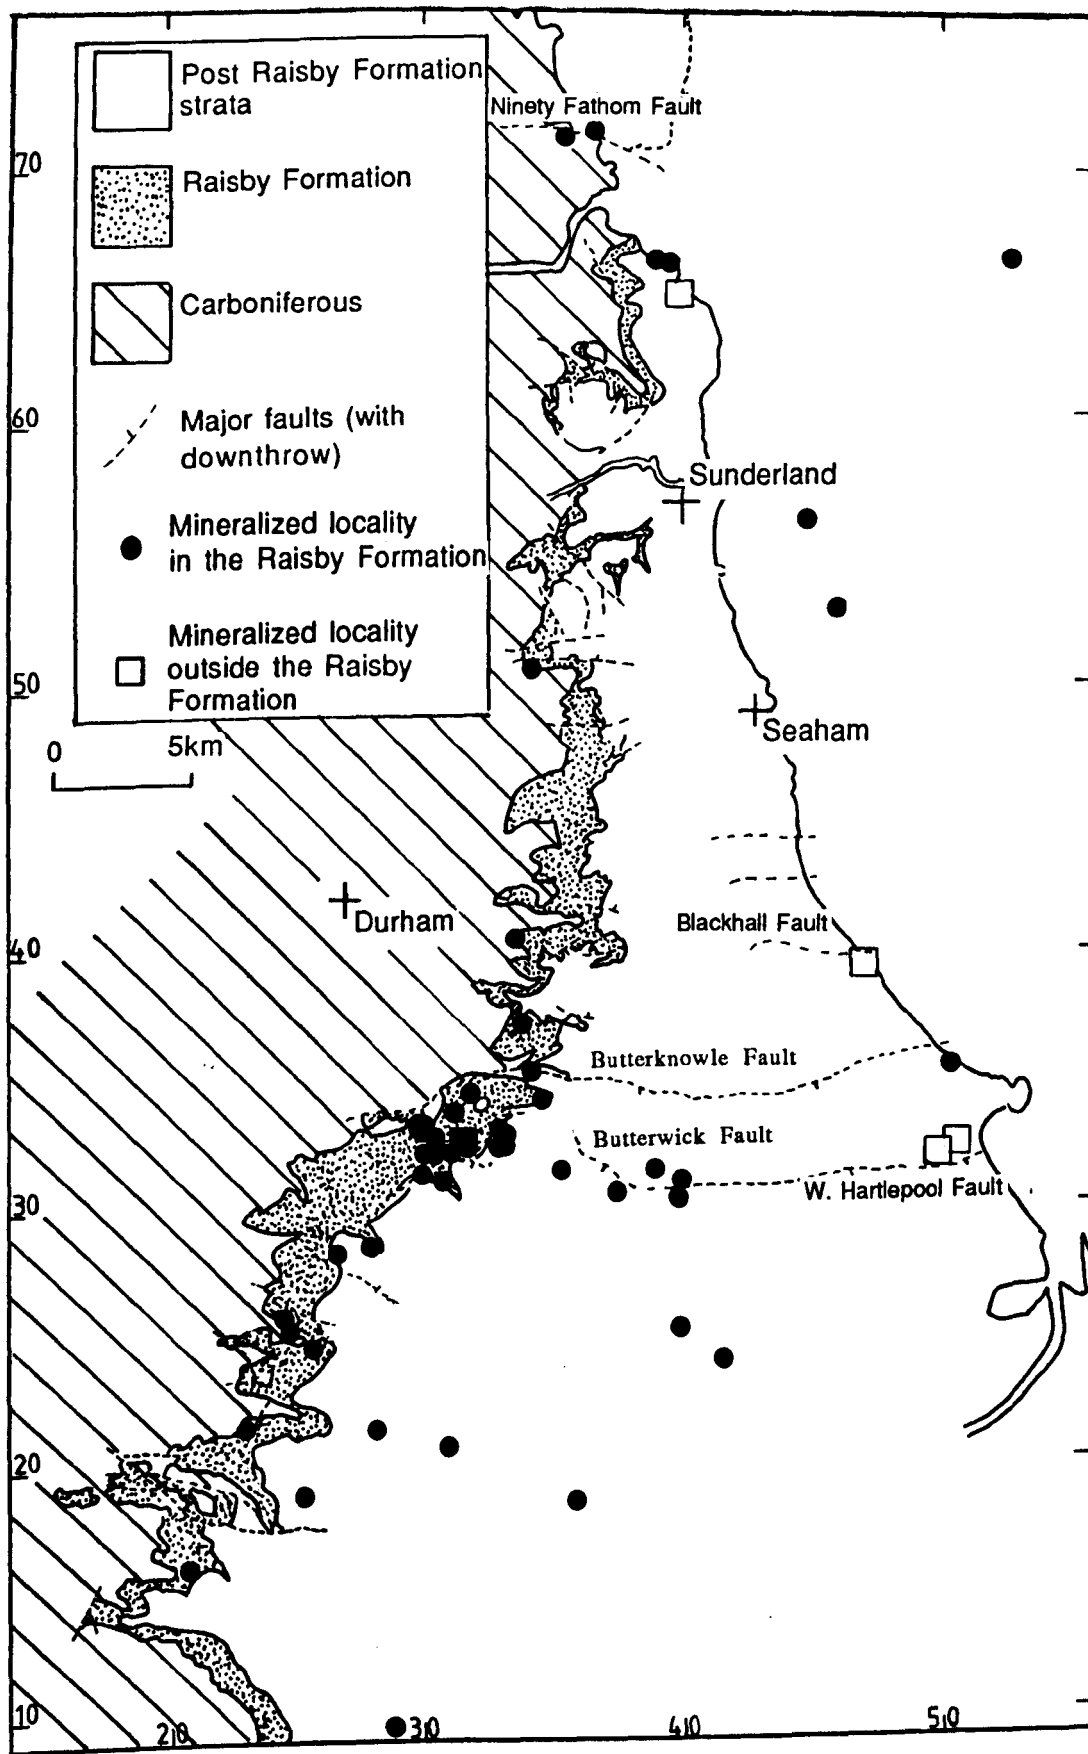 Post Raisby Formation
strata
Ninety Fathom Fault
70
Raisby Formation
Carboniferous
60
Major faults (with
downthrow)
Sunderland
Mineralized locality
in the Raisby Formation
Mineralized locality
outside the Raisby
Formation
50
0 5km
Seaham
Durham
Blackhall Fault
40
Butterknowle Fault
Butterwick Fault
W. Hartlepool Fault
30
20
10
20 30 40 50